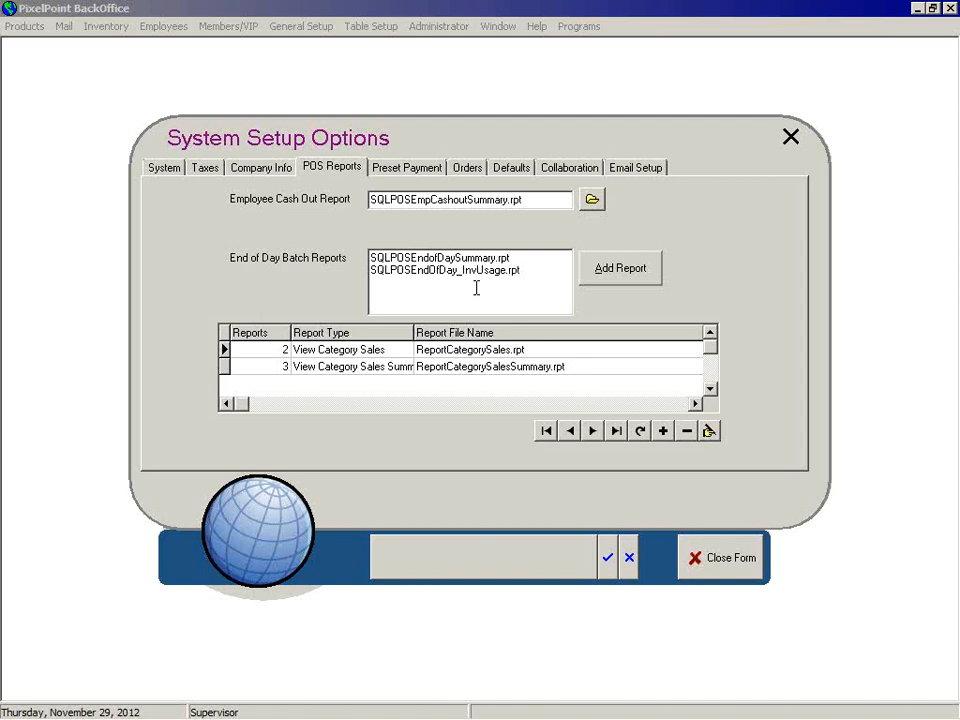 PixelPoint BackOffice
Products Mail Inventory Employees Members/VIP General Setup Table Setup Administrator Window Help Programs
System Setup Options
System Taxes Company Info POS Reports Preset Payment Orders Defaults Collaboration Email Setup
Employee Cash Out Report SQLPOSEmpCashoutSummary.rpt
End of Day Batch Reports SQLPOSEndofDaySummary.rpt
SQLPOSEndOfDay_InvUsage.rpt
Add Report
Reports Report Type Report File Name
2 View Category Sales ReportCategorySales.rpt
3 View Category Sales Summ ReportCategorySalesSummary.rpt
Close Form
Thursday, November 29, 2012 Supervisor